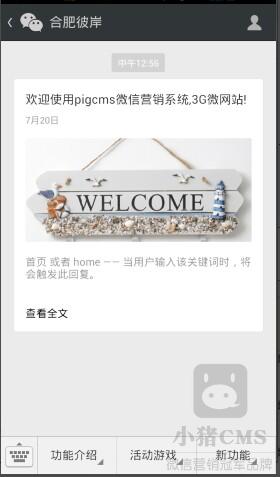 合肥彼岸
中午12:56
欢迎使用pigcms微信营销系统,3G微网站!
7月20日
WELCOME
首页 或者 home —— 当用户输入该关键词时，将
会触发此回复。
查看全文
小猪CMS
微信营销冠军品牌
功能介绍
活动游戏
新功能